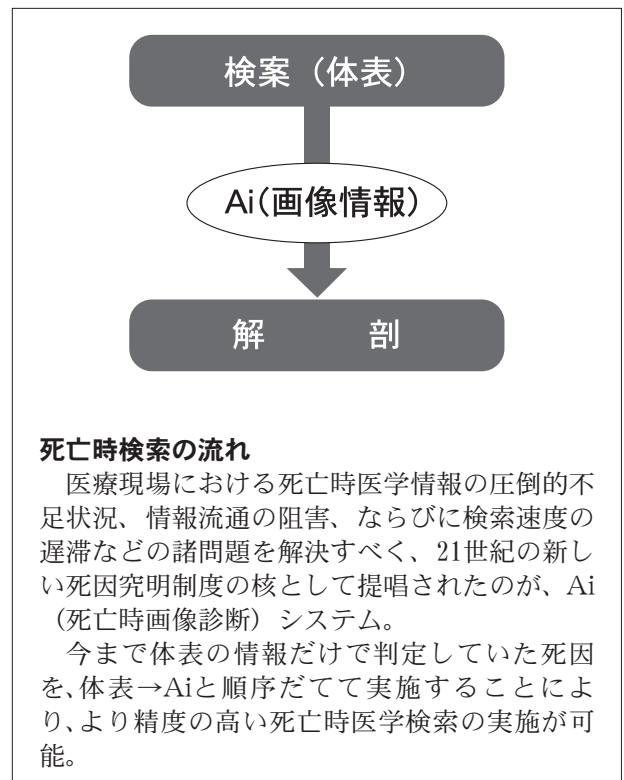 検案（体表）
Ai(画像情報)
解　　剖
死亡時検索の流れ
　医療現場における死亡時医学情報の圧倒的不
足状況、情報流通の阻害、ならびに検索速度の
遅滞などの諸問題を解決すべく、21世紀の新し
い死因究明制度の核として提唱されたのが、Ai
（死亡時画像診断）システム。
　今まで体表の情報だけで判定していた死因
を、体表→Aiと順序だてて実施することによ
り、より精度の高い死亡時医学検索の実施が可
能。